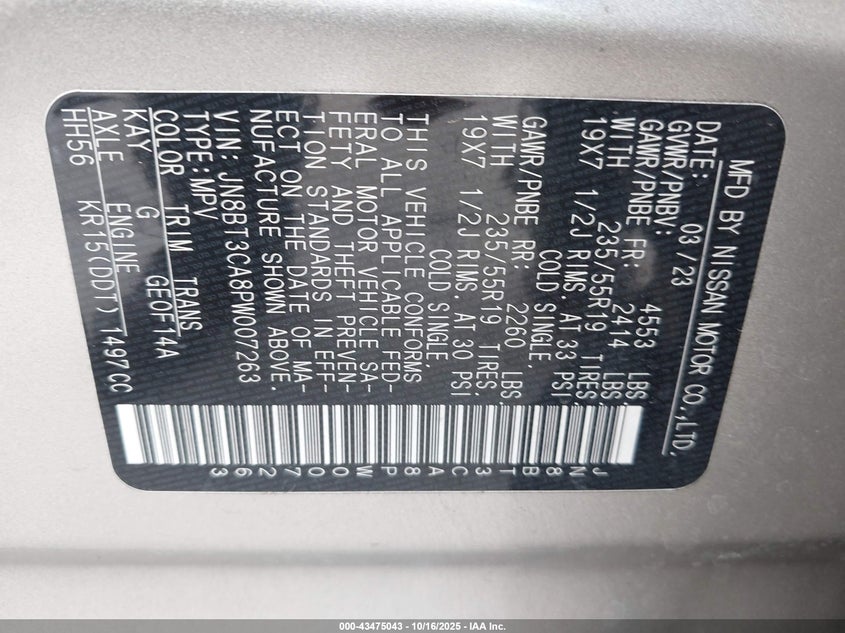 MFD BY NISSAN MOTOR CO.,LTD.
DATE: 03 /23
GVWR/PNBV: 4553 LBS.
GAWR/PNBE FR: 2414 LBS.
WITH 235/55R19 TIRES,
19X7 1/2J RIMS, AT 33 PSI
COLD SINGLE,
GAWR/PNBE RR: 2260 LBS.
WITH 235/55R19 TIRES,
19X7 1/2J RIMS, AT 30 PSI
COLD SINGLE,
THIS VEHICLE CONFORMS
TO ALL APPLICABLE FED-
ERAL MOTOR VEHICLE SA-
FETY AND THEFT PREVEN-
TION STANDARDS IN EFF-
ECT ON THE DATE OF MA-
NUFACTURE SHOWN ABOVE.
VIN: JN8BT3CA8PW007263
TYPE:MPV
COLOR TRIM TRANS
KAY G GE0F14A
AXLE ENGINE
HH56 KR15(DDT) 1497CC
JN8BT3CA8PW007263
000-43475043 - 10/16/2025 - IAA Inc.